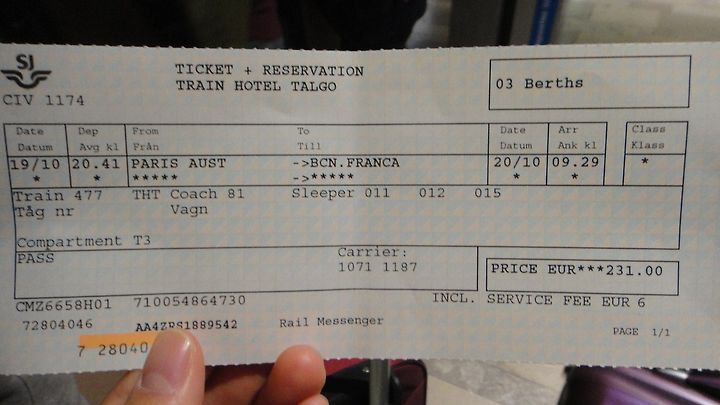 SJ
CIV 1174
TICKET + RESERVATION
TRAIN HOTEL TALGO
03 Berths
Date Dep From To Date Arr Class
Datum Avg kl Från Till Datum Ank kl Klass
19/10 20.41 PARIS AUST ->BCN.FRANCA 20/10 09.29 *
* * ***** ->***** * *
Train 477 THT Coach 81 Sleeper 011 012 015
Tåg nr Vagn
Compartment T3
PASS Carrier:
1071 1187
PRICE EUR***231.00
CMZ6658H01 710054864730 INCL. SERVICE FEE EUR 6
72804046 AA4ZRS1889542 Rail Messenger PAGE 1/1
7 28040